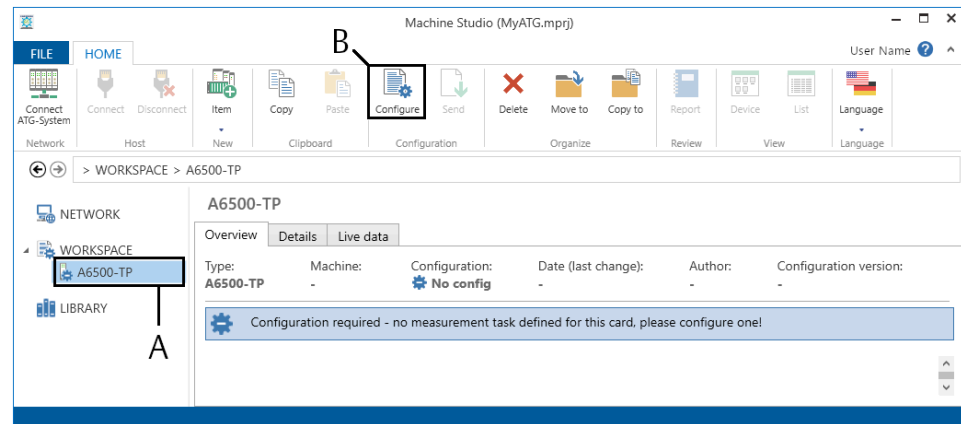 Machine Studio (MyATG.mprj)
B
FILE HOME User Name ?
Connect ATG-System Connect Disconnect Item Copy Paste Configure Send Delete Move to Copy to Report Device List Language
Network Host New Clipboard Configuration Organize Review View Language
> WORKSPACE > A6500-TP
NETWORK
WORKSPACE
A6500-TP
LIBRARY
A
A6500-TP
Overview Details Live data
Type: Machine: Configuration: Date (last change): Author: Configuration version:
A6500-TP - No config - - -
Configuration required - no measurement task defined for this card, please configure one!